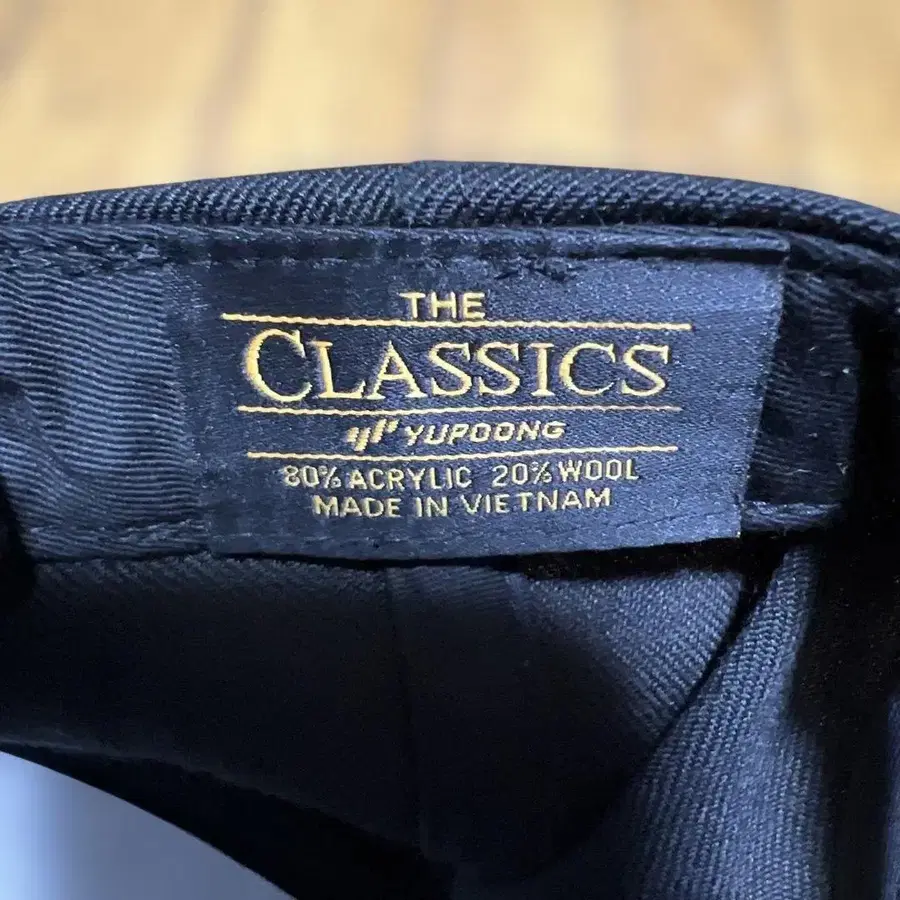 THE
CLASSICS
YUPOONG
80% ACRYLIC 20% WOOL
MADE IN VIETNAM